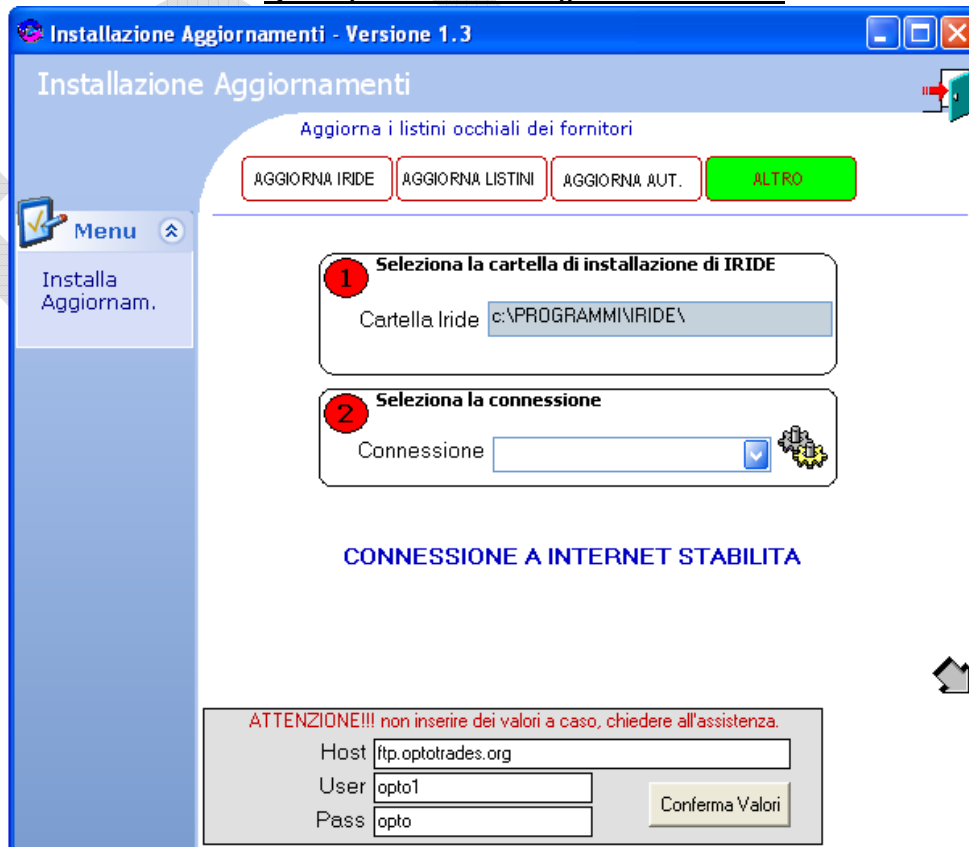 Installazione Aggiornamenti - Versione 1.3
Installazione Aggiornamenti
Aggiorna i listini occhiali dei fornitori
AGGIORNA IRIDE AGGIORNA LISTINI AGGIORNA AUT. ALTRO
Menu
Installa
Aggiornam.
1 Seleziona la cartella di installazione di IRIDE
Cartella Iride c:\PROGRAMMI\IRIDE\
2 Seleziona la connessione
Connessione
CONNESSIONE A INTERNET STABILITA
ATTENZIONE!!! non inserire dei valori a caso, chiedere all'assistenza.
Host ftp.optotrades.org
User opto1
Pass opto
Conferma Valori